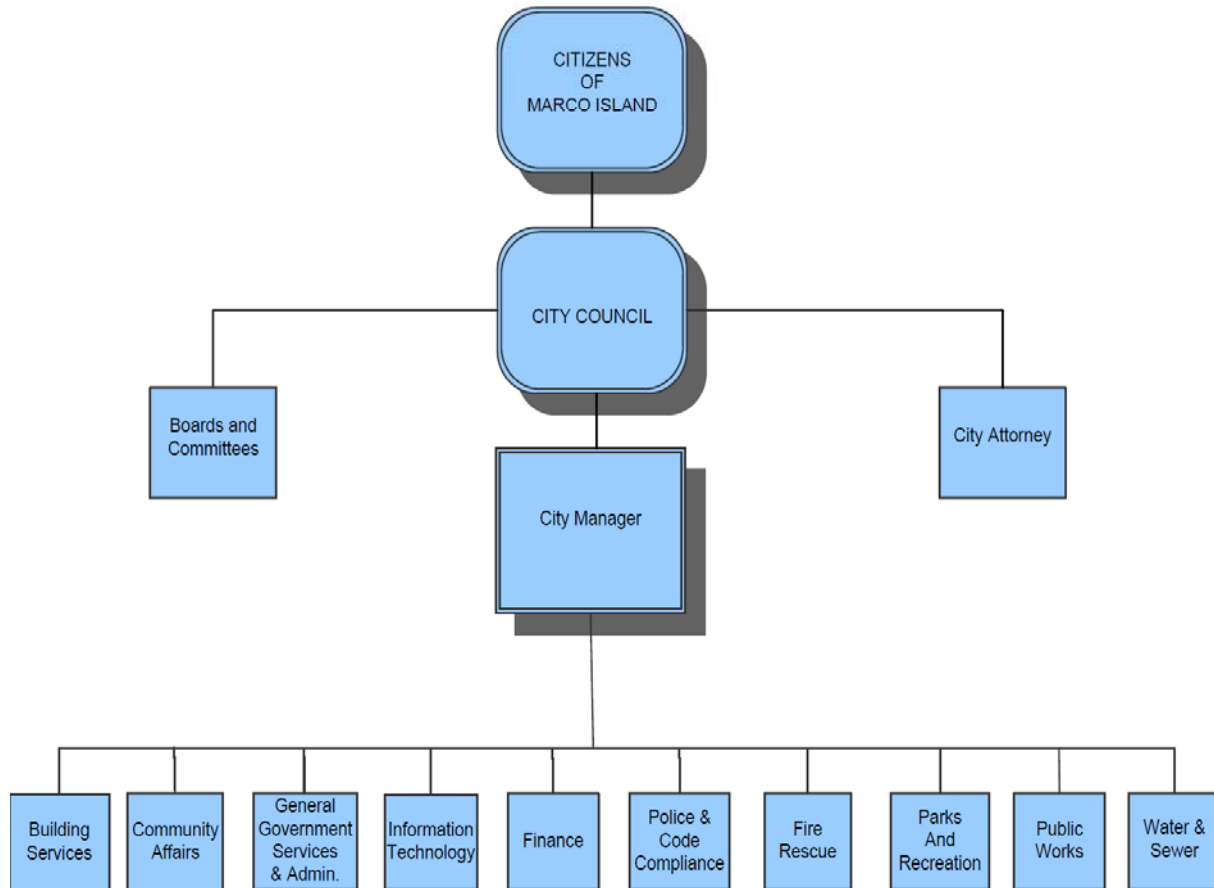 CITIZENS
OF
MARCO ISLAND
CITY COUNCIL
Boards and
Committees
City Attorney
City Manager
Building
Services
Community
Affairs
General
Government
Services
& Admin.
Information
Technology
Finance
Police &
Code
Compliance
Fire
Rescue
Parks
And
Recreation
Public
Works
Water &
Sewer